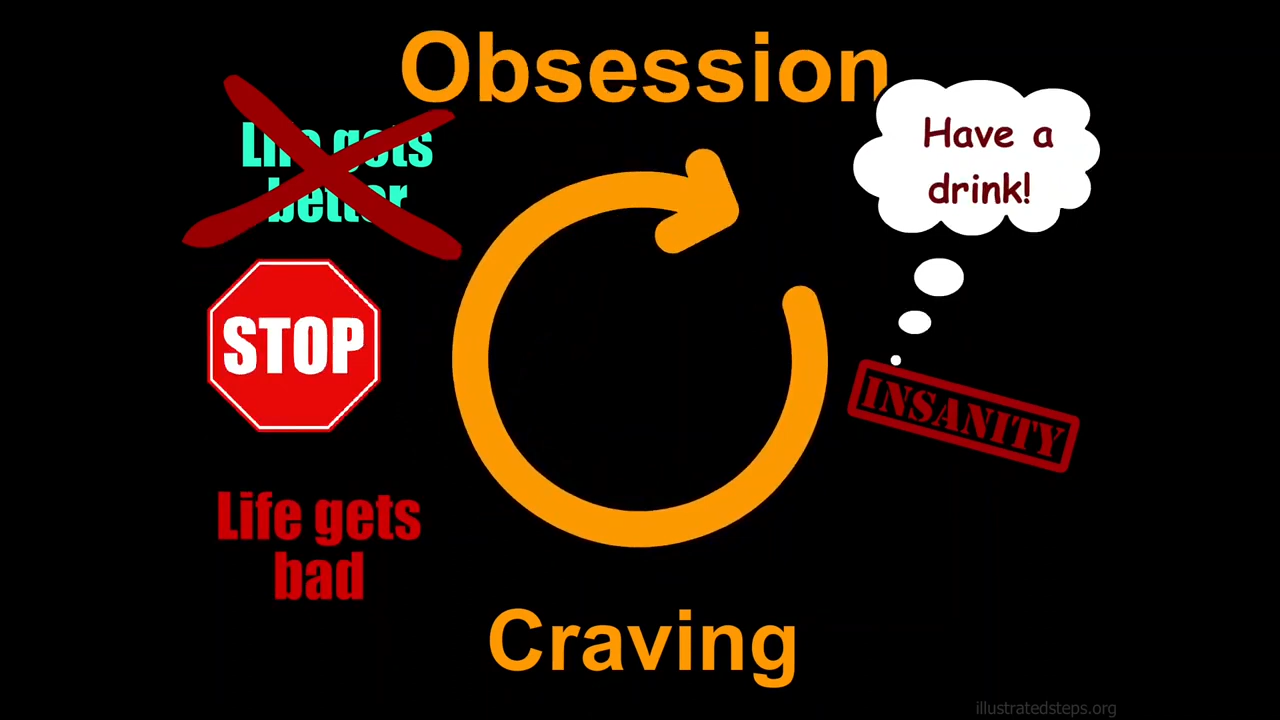 Obsession
Life gets
better
Have a
drink!
STOP
INSANITY
Life gets
bad
Craving
illustratedsteps.org